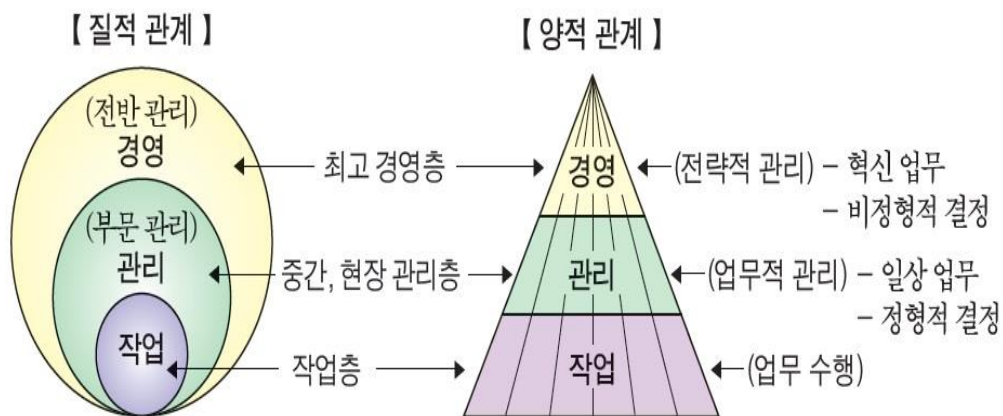 【 질적 관계 】
【 양적 관계 】
(전반 관리)
경영
최고 경영층
경영
(전략적 관리) – 혁신 업무
– 비정형적 결정
(부문 관리)
관리
중간, 현장 관리층
관리
(업무적 관리) – 일상 업무
– 정형적 결정
작업
작업층
작업
(업무 수행)